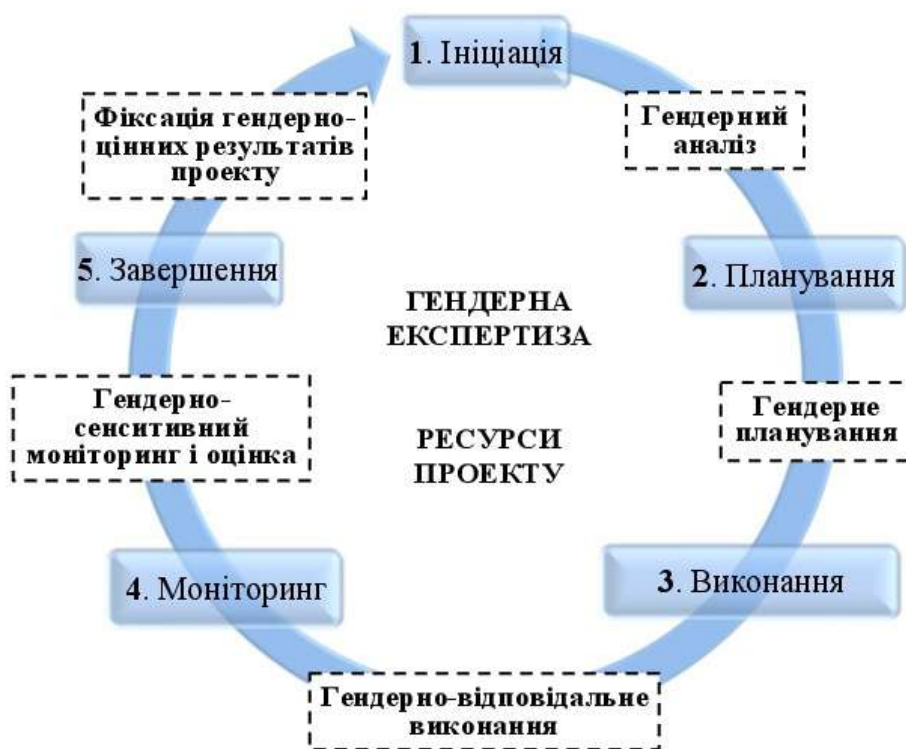 1. Ініціація
Гендерний
аналіз
2. Планування
Гендерне
планування
3. Виконання
Гендерно-відповідальне
виконання
4. Моніторинг
Гендерно-
сенситивний
моніторинг і оцінка
5. Завершення
Фіксація гендерно-
цінних результатів
проекту
ГЕНДЕРНА
ЕКСПЕРТИЗА
РЕСУРСИ
ПРОЕКТУ